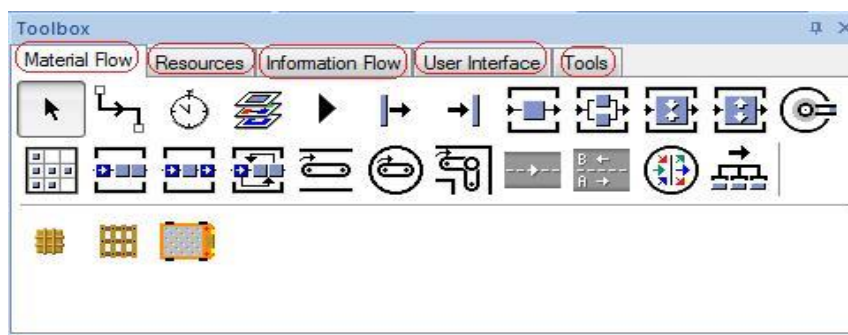 Toolbox
Material Flow Resources Information Flow User Interface Tools
B
A